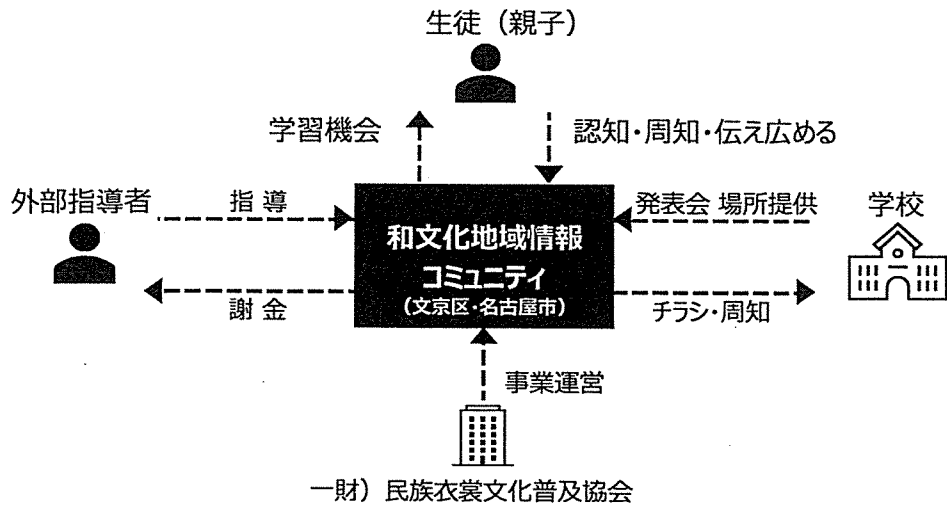 生徒（親子）
学習機会
認知・周知・伝え広める
外部指導者
指 導
発表会 場所提供
学校
和文化地域情報
コミュニティ
（文京区・名古屋市）
謝 金
チラシ・周知
事業運営
一財）民族衣裳文化普及協会